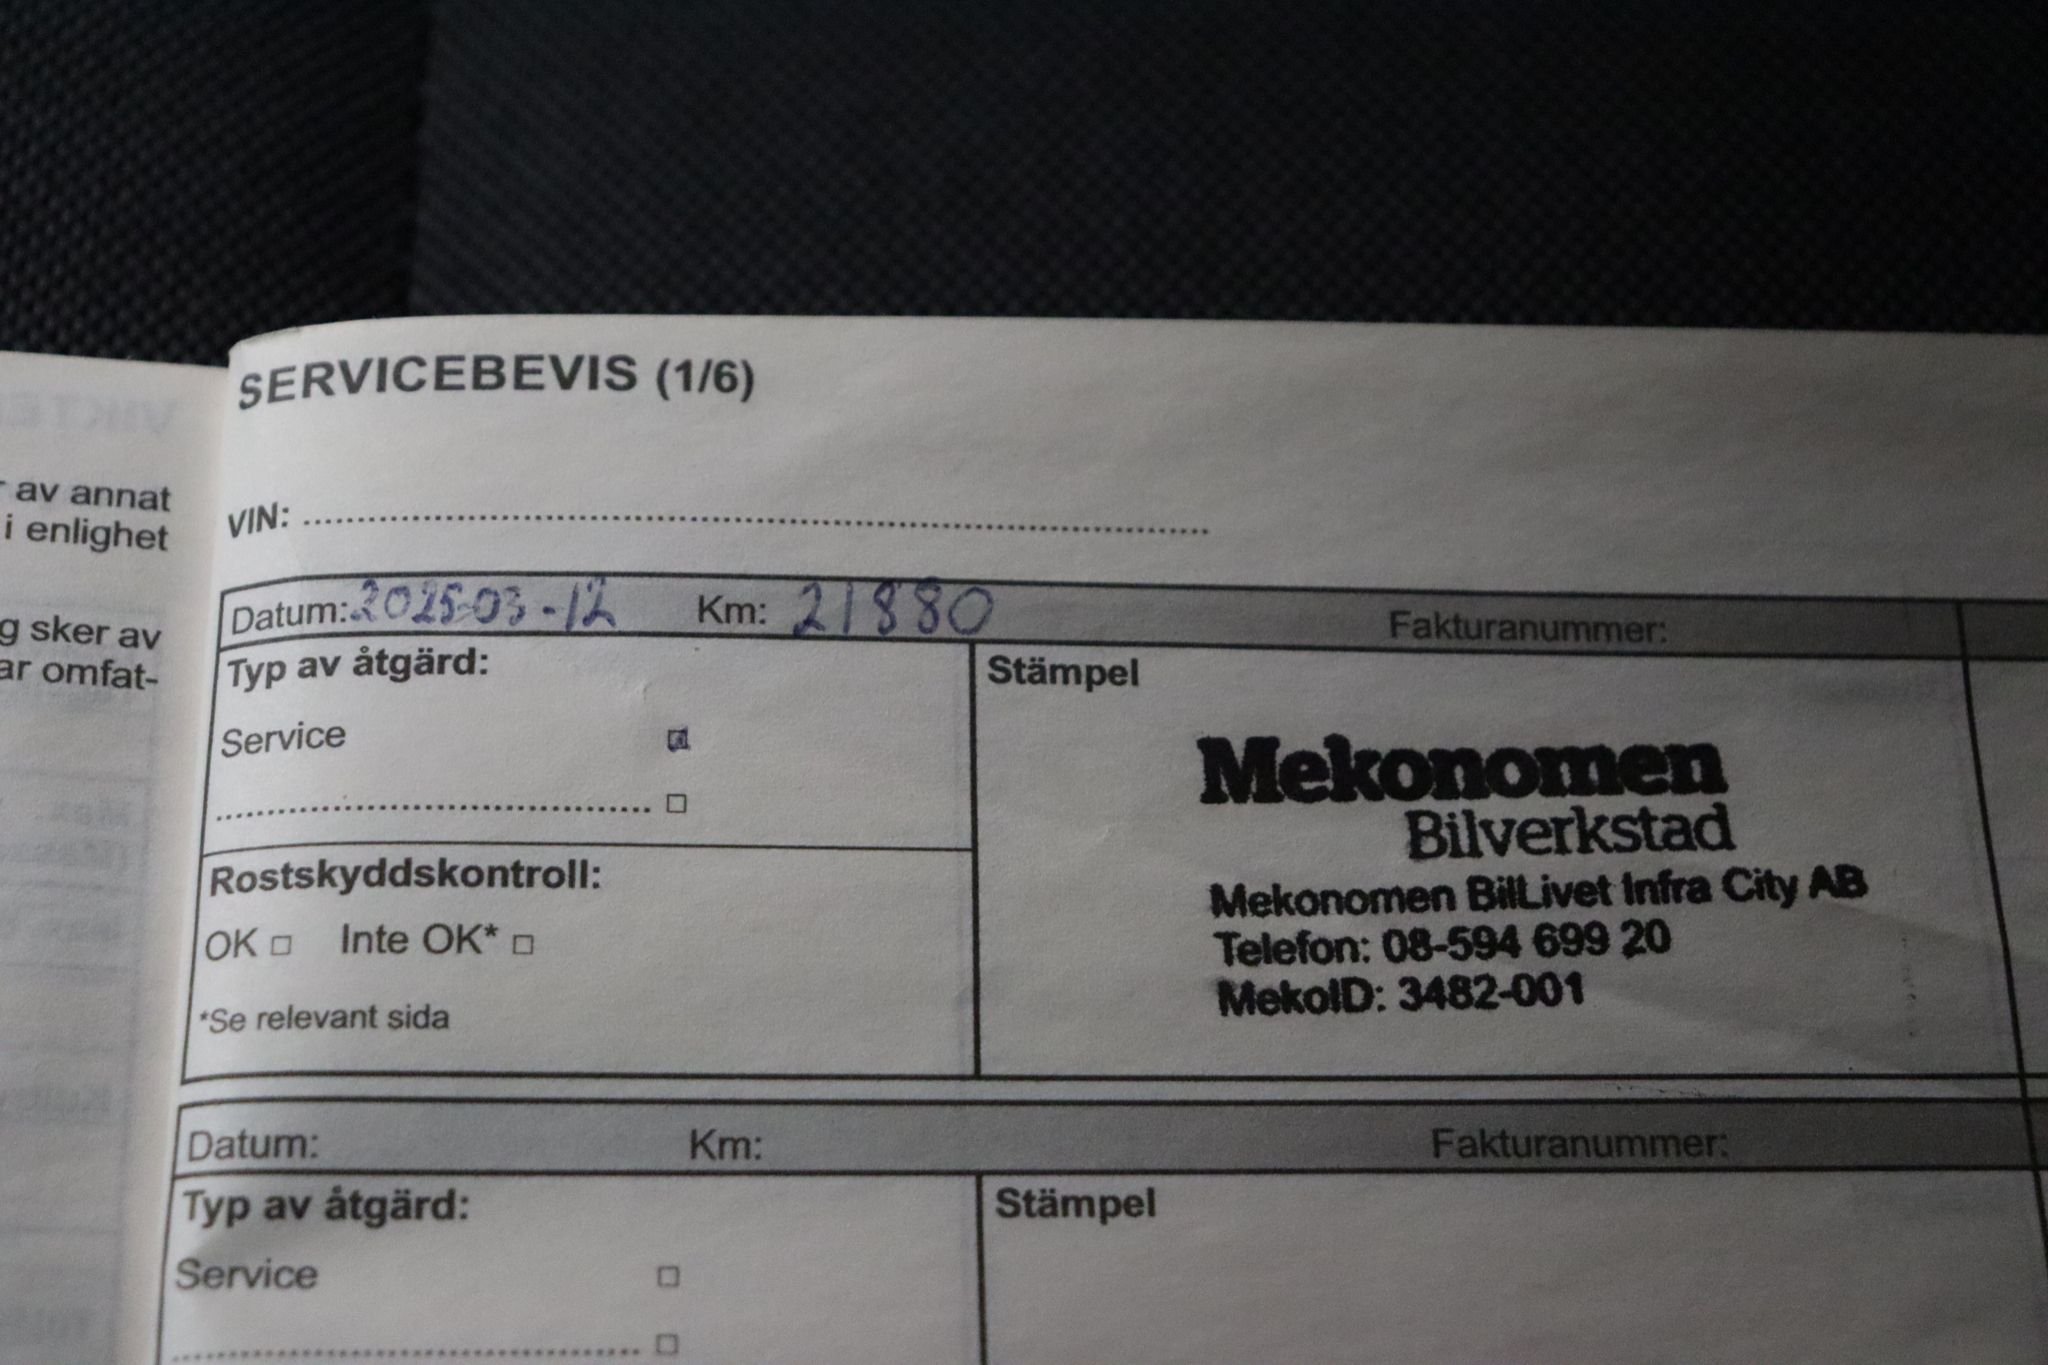 SERVICEBEVIS (1/6)
r av annat
i enlighet
g sker av
ar omfat-
VIN:
Datum: 2025-03-12 Km: 21880 Fakturanummer:
Typ av åtgärd:
Service
Stämpel
Mekonomen
Bilverkstad
Mekonomen BilLivet Infra City AB
Telefon: 08-594 699 20
MekoID: 3482-001
Rostskyddskontroll:
OK □ Inte OK* □
*Se relevant sida
Datum: Km: Fakturanummer:
Typ av åtgärd:
Stämpel
Service □